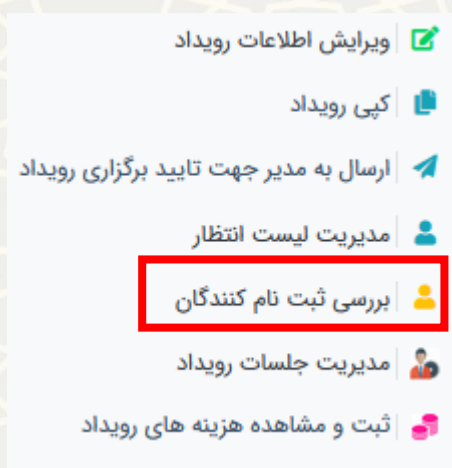 ویرایش اطلاعات رویداد
کپی رویداد
ارسال به مدیر جهت تایید برگزاری رویداد
مدیریت لیست انتظار
بررسی ثبت نام کنندگان
مدیریت جلسات رویداد
ثبت و مشاهده هزینه های رویداد